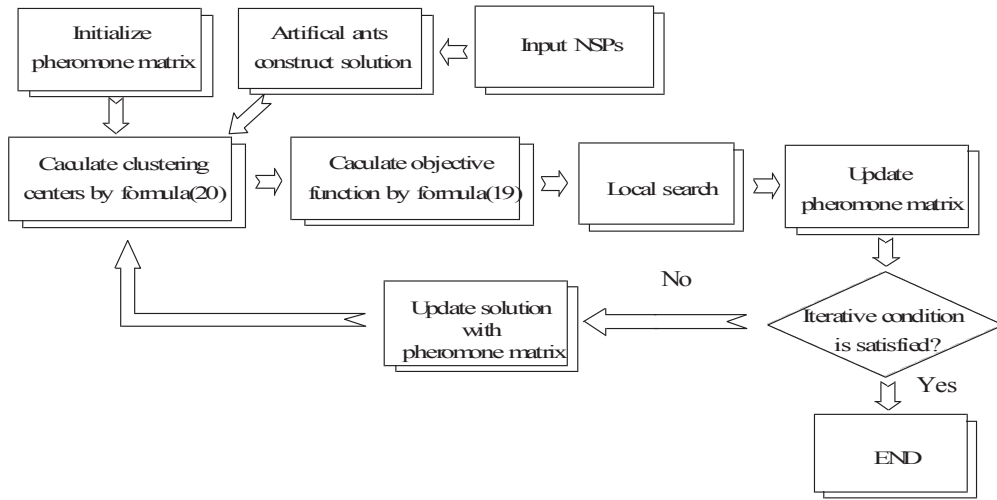 Initialize
pheromone matrix
Artifical ants
construct solution
Input NSPs
Caculate clustering
centers by formula(20)
Caculate objective
function by formula(19)
Local search
Update
pheromone matrix
No
Update solution
with
pheromone matrix
Iterative condition
is satisfied?
Yes
END